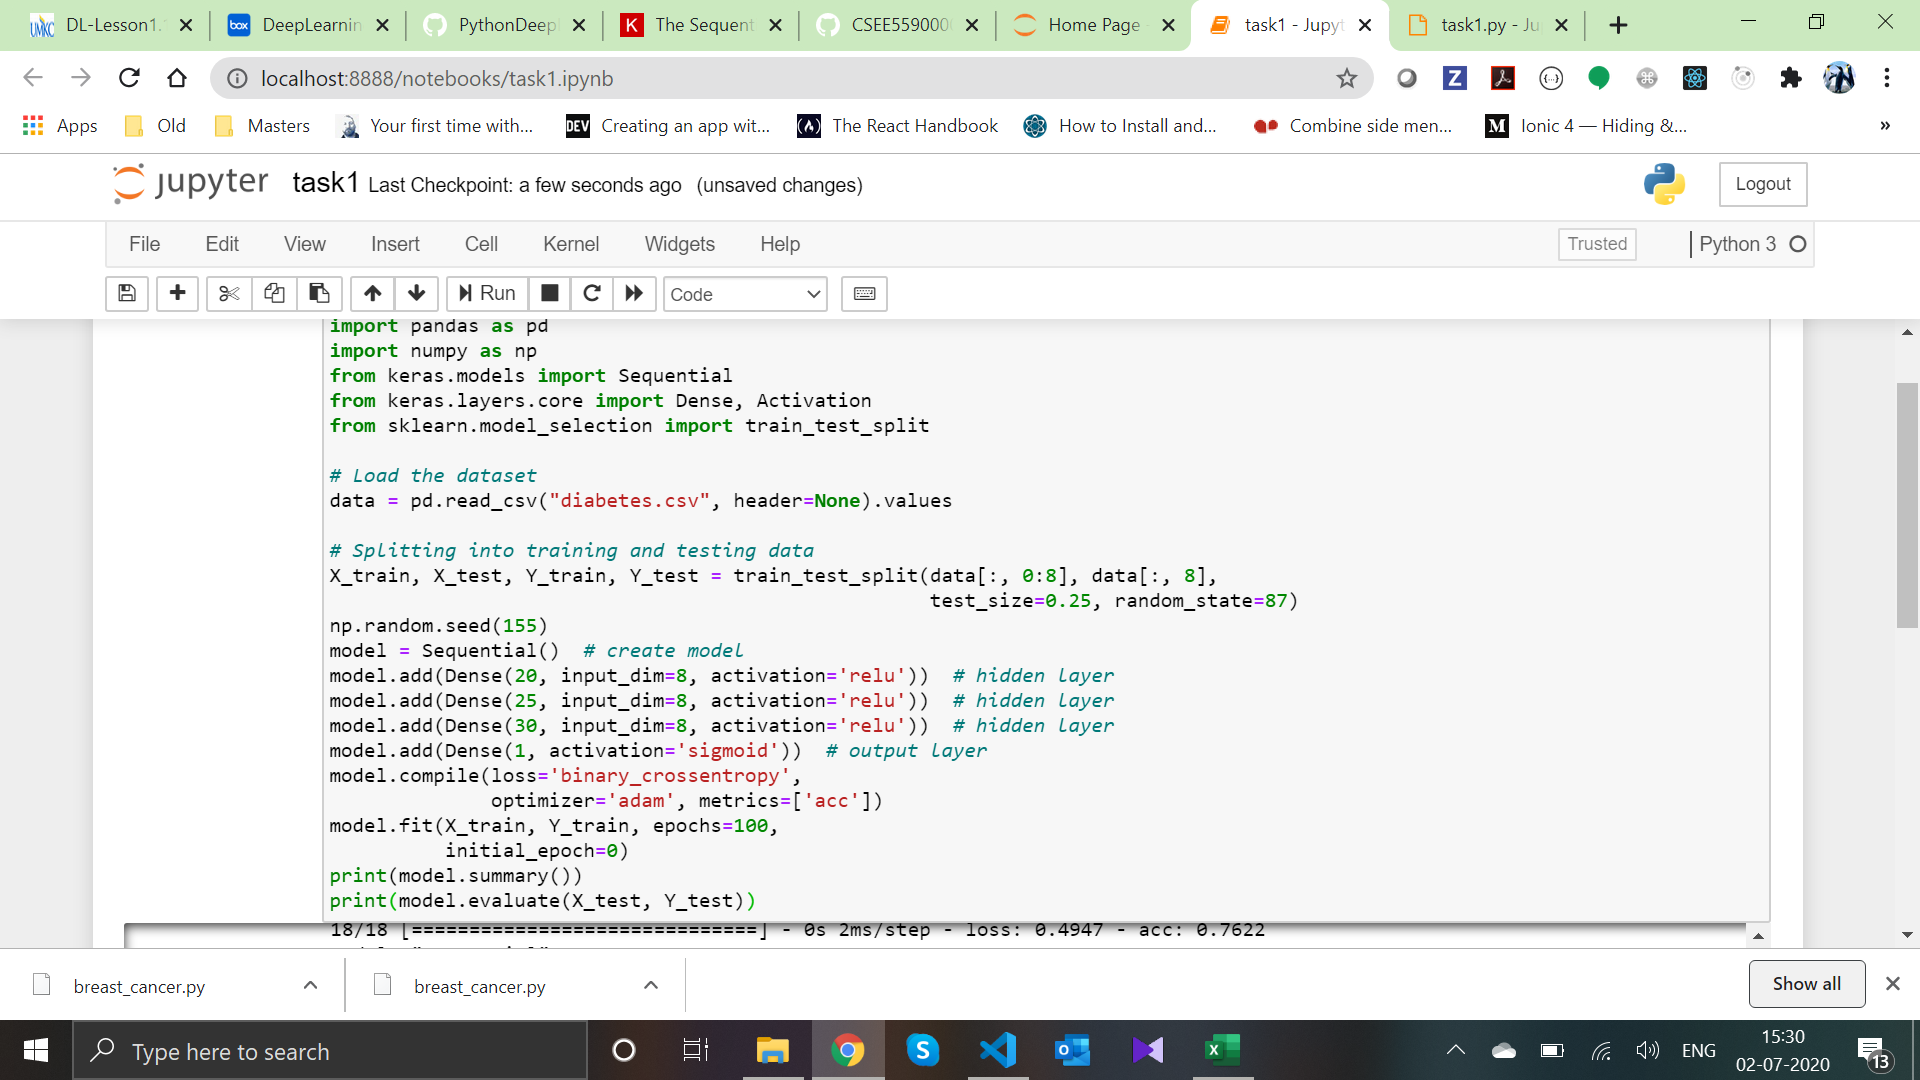 DL-Lesson1.
DeepLearnin
PythonDeep
The Sequent
CSEE5590000
Home Page
task1 - Jupyt
task1.py - Ju
localhost:8888/notebooks/task1.ipynb
Apps
Old
Masters
Your first time with...
DEV Creating an app wit...
The React Handbook
How to Install and...
Combine side men...
Ionic 4 — Hiding &...
»
jupyter task1 Last Checkpoint: a few seconds ago (unsaved changes)
Logout
File Edit View Insert Cell Kernel Widgets Help
Trusted
Python 3
Run
Code
import pandas as pd
import numpy as np
from keras.models import Sequential
from keras.layers.core import Dense, Activation
from sklearn.model_selection import train_test_split
# Load the dataset
data = pd.read_csv("diabetes.csv", header=None).values
# Splitting into training and testing data
X_train, X_test, Y_train, Y_test = train_test_split(data[:, 0:8], data[:, 8],
test_size=0.25, random_state=87)
np.random.seed(155)
model = Sequential()  # create model
model.add(Dense(20, input_dim=8, activation='relu'))  # hidden layer
model.add(Dense(25, input_dim=8, activation='relu'))  # hidden layer
model.add(Dense(30, input_dim=8, activation='relu'))  # hidden layer
model.add(Dense(1, activation='sigmoid'))  # output layer
model.compile(loss='binary_crossentropy',
optimizer='adam', metrics=['acc'])
model.fit(X_train, Y_train, epochs=100,
initial_epoch=0)
print(model.summary())
print(model.evaluate(X_test, Y_test))
18/18 [==============================] - 0s 2ms/step - loss: 0.4947 - acc: 0.7622
breast_cancer.py
breast_cancer.py
Show all
Type here to search
ENG
15:30
02-07-2020
13